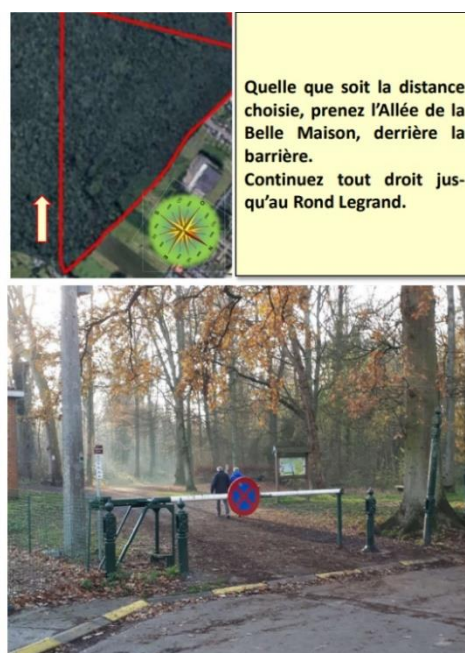 Quelle que soit la distance
choisie, prenez l’Allée de la
Belle Maison, derrière la
barrière.
Continuez tout droit jus-
qu’au Rond Legrand.